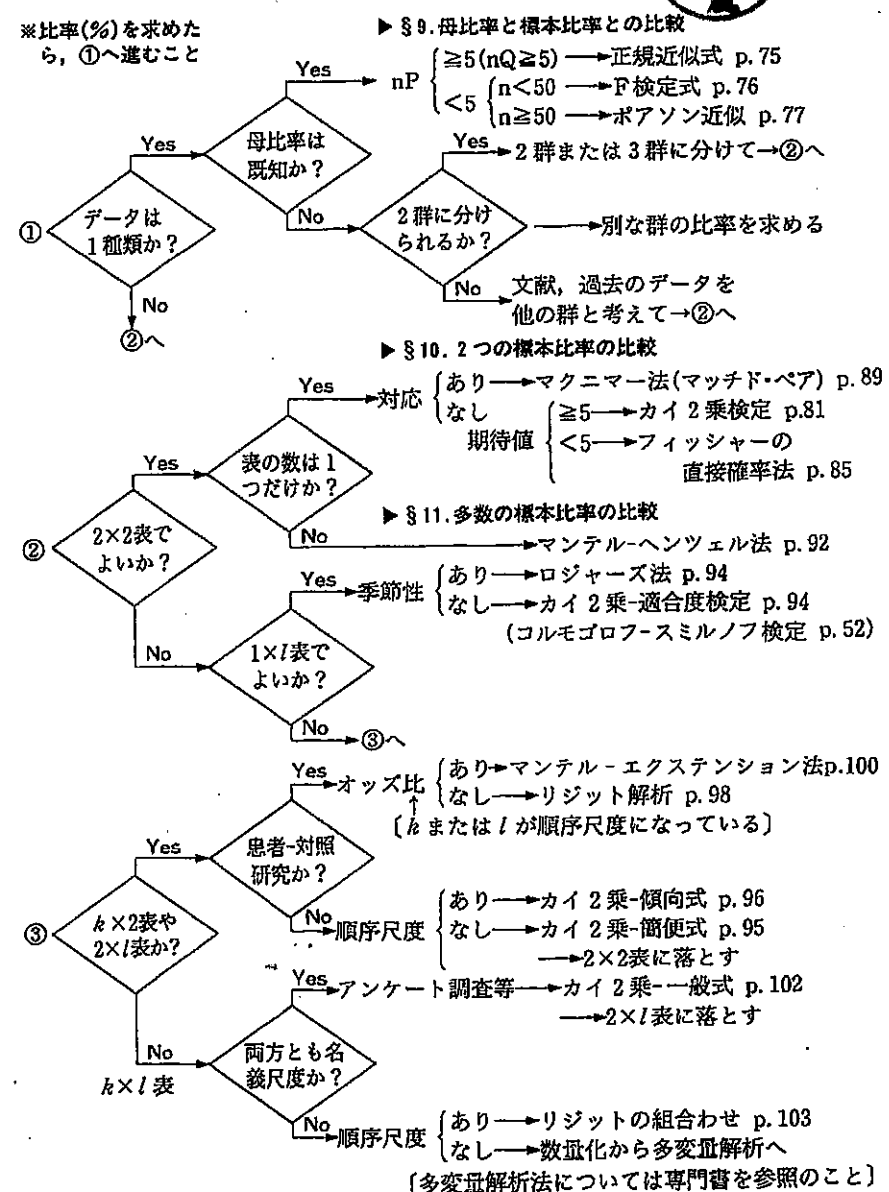 ※比率(%)を求めた
ら，①へ進むこと
▶ §9.母比率と標本比率との比較
Yes
nP
≧5(nQ≧5)→正規近似式 p.75
<5
n<50→F検定式 p.76
n≧50→ポアソン近似 p.77
Yes
母比率は
既知か？
Yes
2群または3群に分けて→②へ
No
①
データは
1種類か？
2群に分け
られるか？
→別な群の比率を求める
No
②へ
No
文献，過去のデータを
他の群と考えて→②へ
▶ §10.2つの標本比率の比較
Yes
対応
あり→マクニマー法(マッチド・ペア) p.89
なし
期待値
≧5→カイ2乗検定 p.81
<5→フィッシャーの
直接確率法 p.85
Yes
表の数は1
つだけか？
▶ §11.多数の標本比率の比較
No
→マンテル-ヘンツェル法 p.92
②
2×2表で
よいか？
Yes
季節性
あり→ロジャーズ法 p.94
なし→カイ2乗-適合度検定 p.94
(コルモゴロフ-スミルノフ検定 p.52)
No
1×l表で
よいか？
No
③へ
Yes
オッズ比
あり→マンテル-エクステンション法p.100
なし→リジット解析 p.98
↑
〔kまたはlが順序尺度になっている〕
Yes
患者-対照
研究か？
③
k×2表や
2×l表か？
No
順序尺度
あり→カイ2乗-傾向式 p.96
なし→カイ2乗-簡便式 p.95
→2×2表に落とす
Yes
アンケート調査等→カイ2乗-一般式 p.102
→2×l表に落とす
No
k×l表
両方とも名
義尺度か？
No
順序尺度
あり→リジットの組合わせ p.103
なし→数量化から多変量解析へ
〔多変量解析法については専門書を参照のこと〕